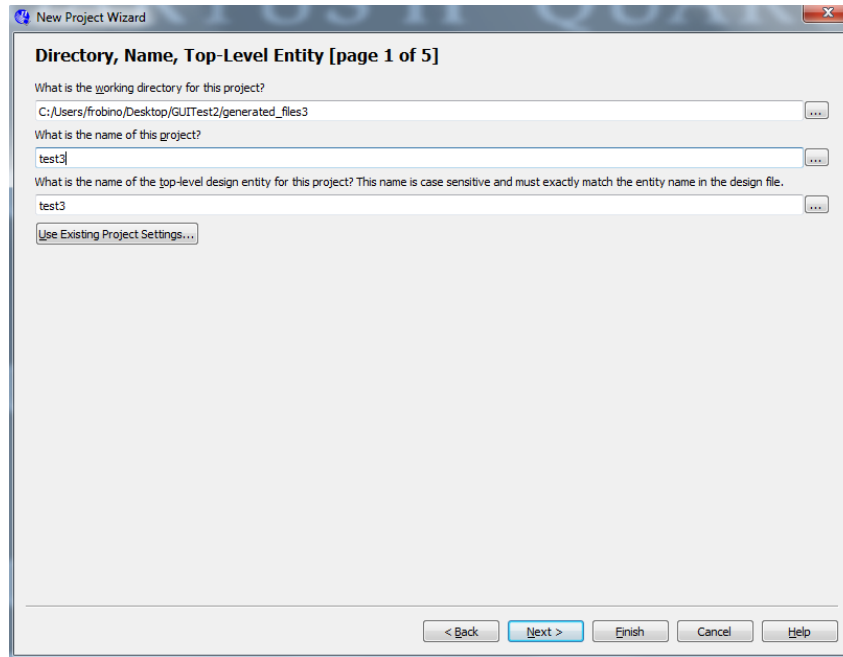 New Project Wizard
Directory, Name, Top-Level Entity [page 1 of 5]
What is the working directory for this project?
C:/Users/frobino/Desktop/GUITest2/generated_files3
...
What is the name of this project?
test3
...
What is the name of the top-level design entity for this project? This name is case sensitive and must exactly match the entity name in the design file.
test3
...
Use Existing Project Settings...
< Back Next > Finish Cancel Help